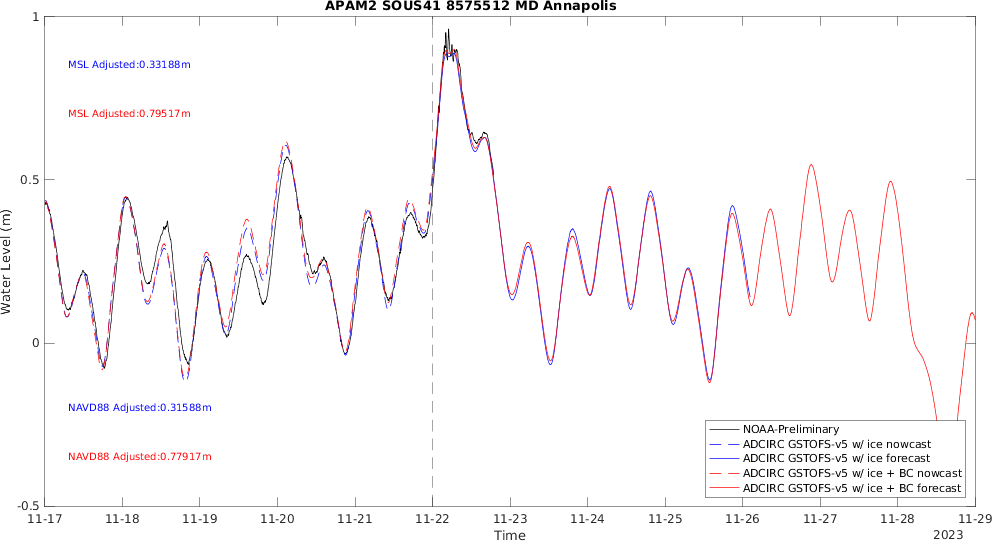 APAM2 SOUS41 8575512 MD Annapolis
1
MSL Adjusted:0.33188m
MSL Adjusted:0.79517m
0.5
Water Level (m)
0
NAVD88 Adjusted:0.31588m
NAVD88 Adjusted:0.77917m
NOAA-Preliminary
ADCIRC GSTOFS-v5 w/ ice nowcast
ADCIRC GSTOFS-v5 w/ ice forecast
ADCIRC GSTOFS-v5 w/ ice + BC nowcast
ADCIRC GSTOFS-v5 w/ ice + BC forecast
-0.5
11-17 11-18 11-19 11-20 11-21 11-22 11-23 11-24 11-25 11-26 11-27 11-28 11-29
Time
2023